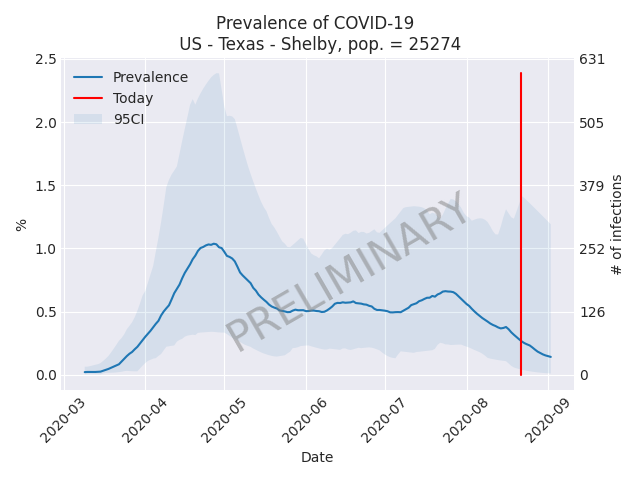 Prevalence of COVID-19
US - Texas - Shelby, pop. = 25274
2.5
2.0
1.5
1.0
0.5
0.0
%
Prevalence
Today
95CI
PRELIMINARY
631
505
379
252
126
0
# of infections
2020-03
2020-04
2020-05
2020-06
2020-07
2020-08
2020-09
Date